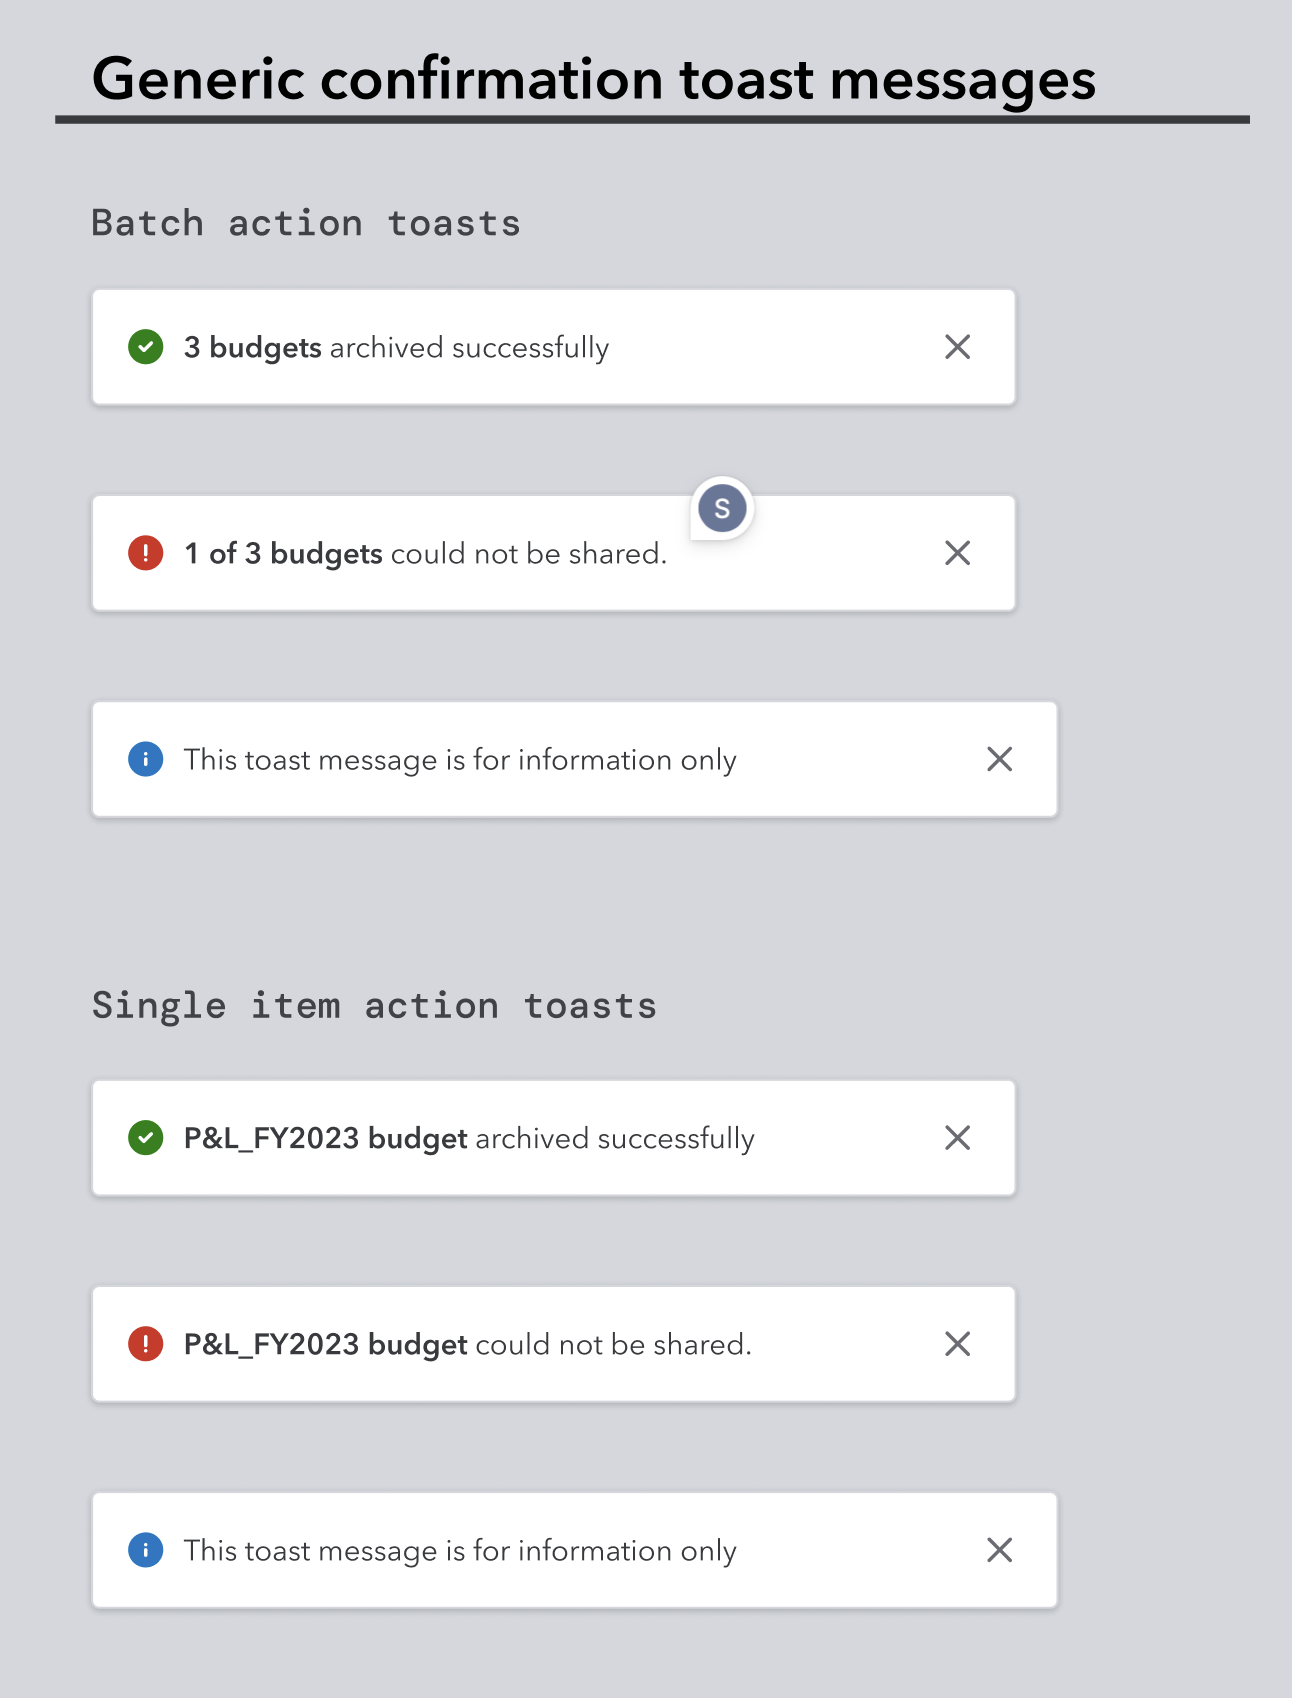 Generic confirmation toast messages
Batch action toasts
3 budgets archived successfully
S
1 of 3 budgets could not be shared.
This toast message is for information only
Single item action toasts
P&L_FY2023 budget archived successfully
P&L_FY2023 budget could not be shared.
This toast message is for information only